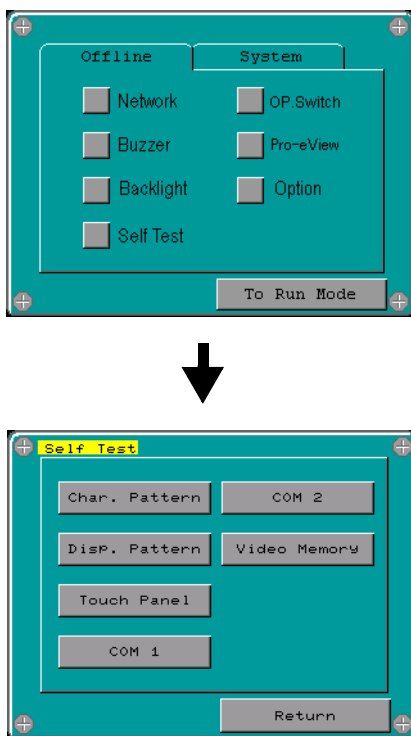 Offline System
Network OP.Switch
Buzzer Pro-eView
Backlight Option
Self Test
To Run Mode
Self Test
Char. Pattern COM 2
Disp. Pattern Video Memory
Touch Panel
COM 1
Return